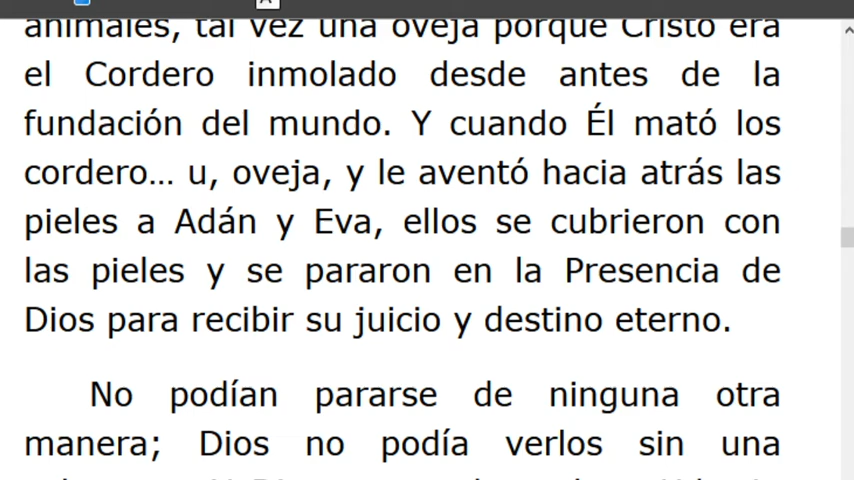 animales, tal vez una oveja porque Cristo era
el Cordero inmolado desde antes de la
fundación del mundo. Y cuando Él mató los
cordero... u, oveja, y le aventó hacia atrás las
pieles a Adán y Eva, ellos se cubrieron con
las pieles y se pararon en la Presencia de
Dios para recibir su juicio y destino eterno.
No podían pararse de ninguna otra
manera; Dios no podía verlos sin una